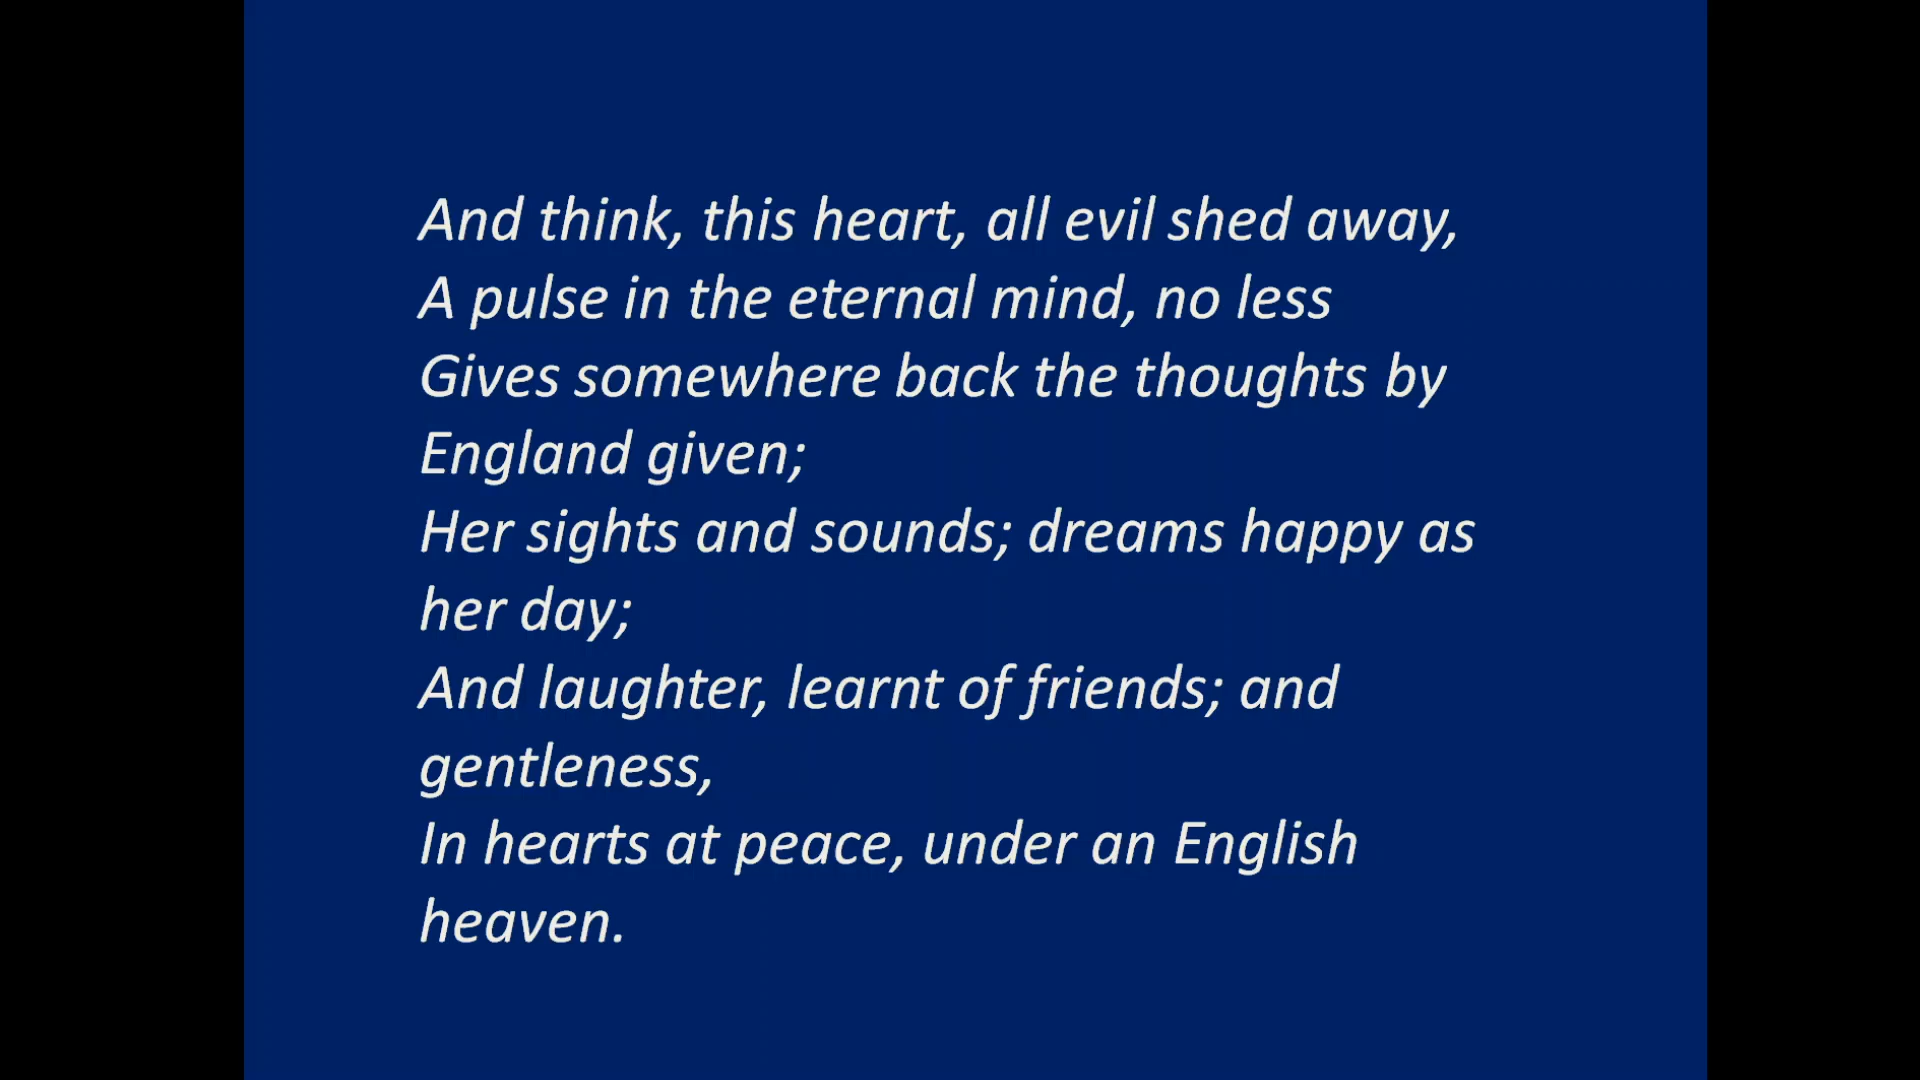 And think, this heart, all evil shed away,
A pulse in the eternal mind, no less
Gives somewhere back the thoughts by
England given;
Her sights and sounds; dreams happy as
her day;
And laughter, learnt of friends; and
gentleness,
In hearts at peace, under an English
heaven.